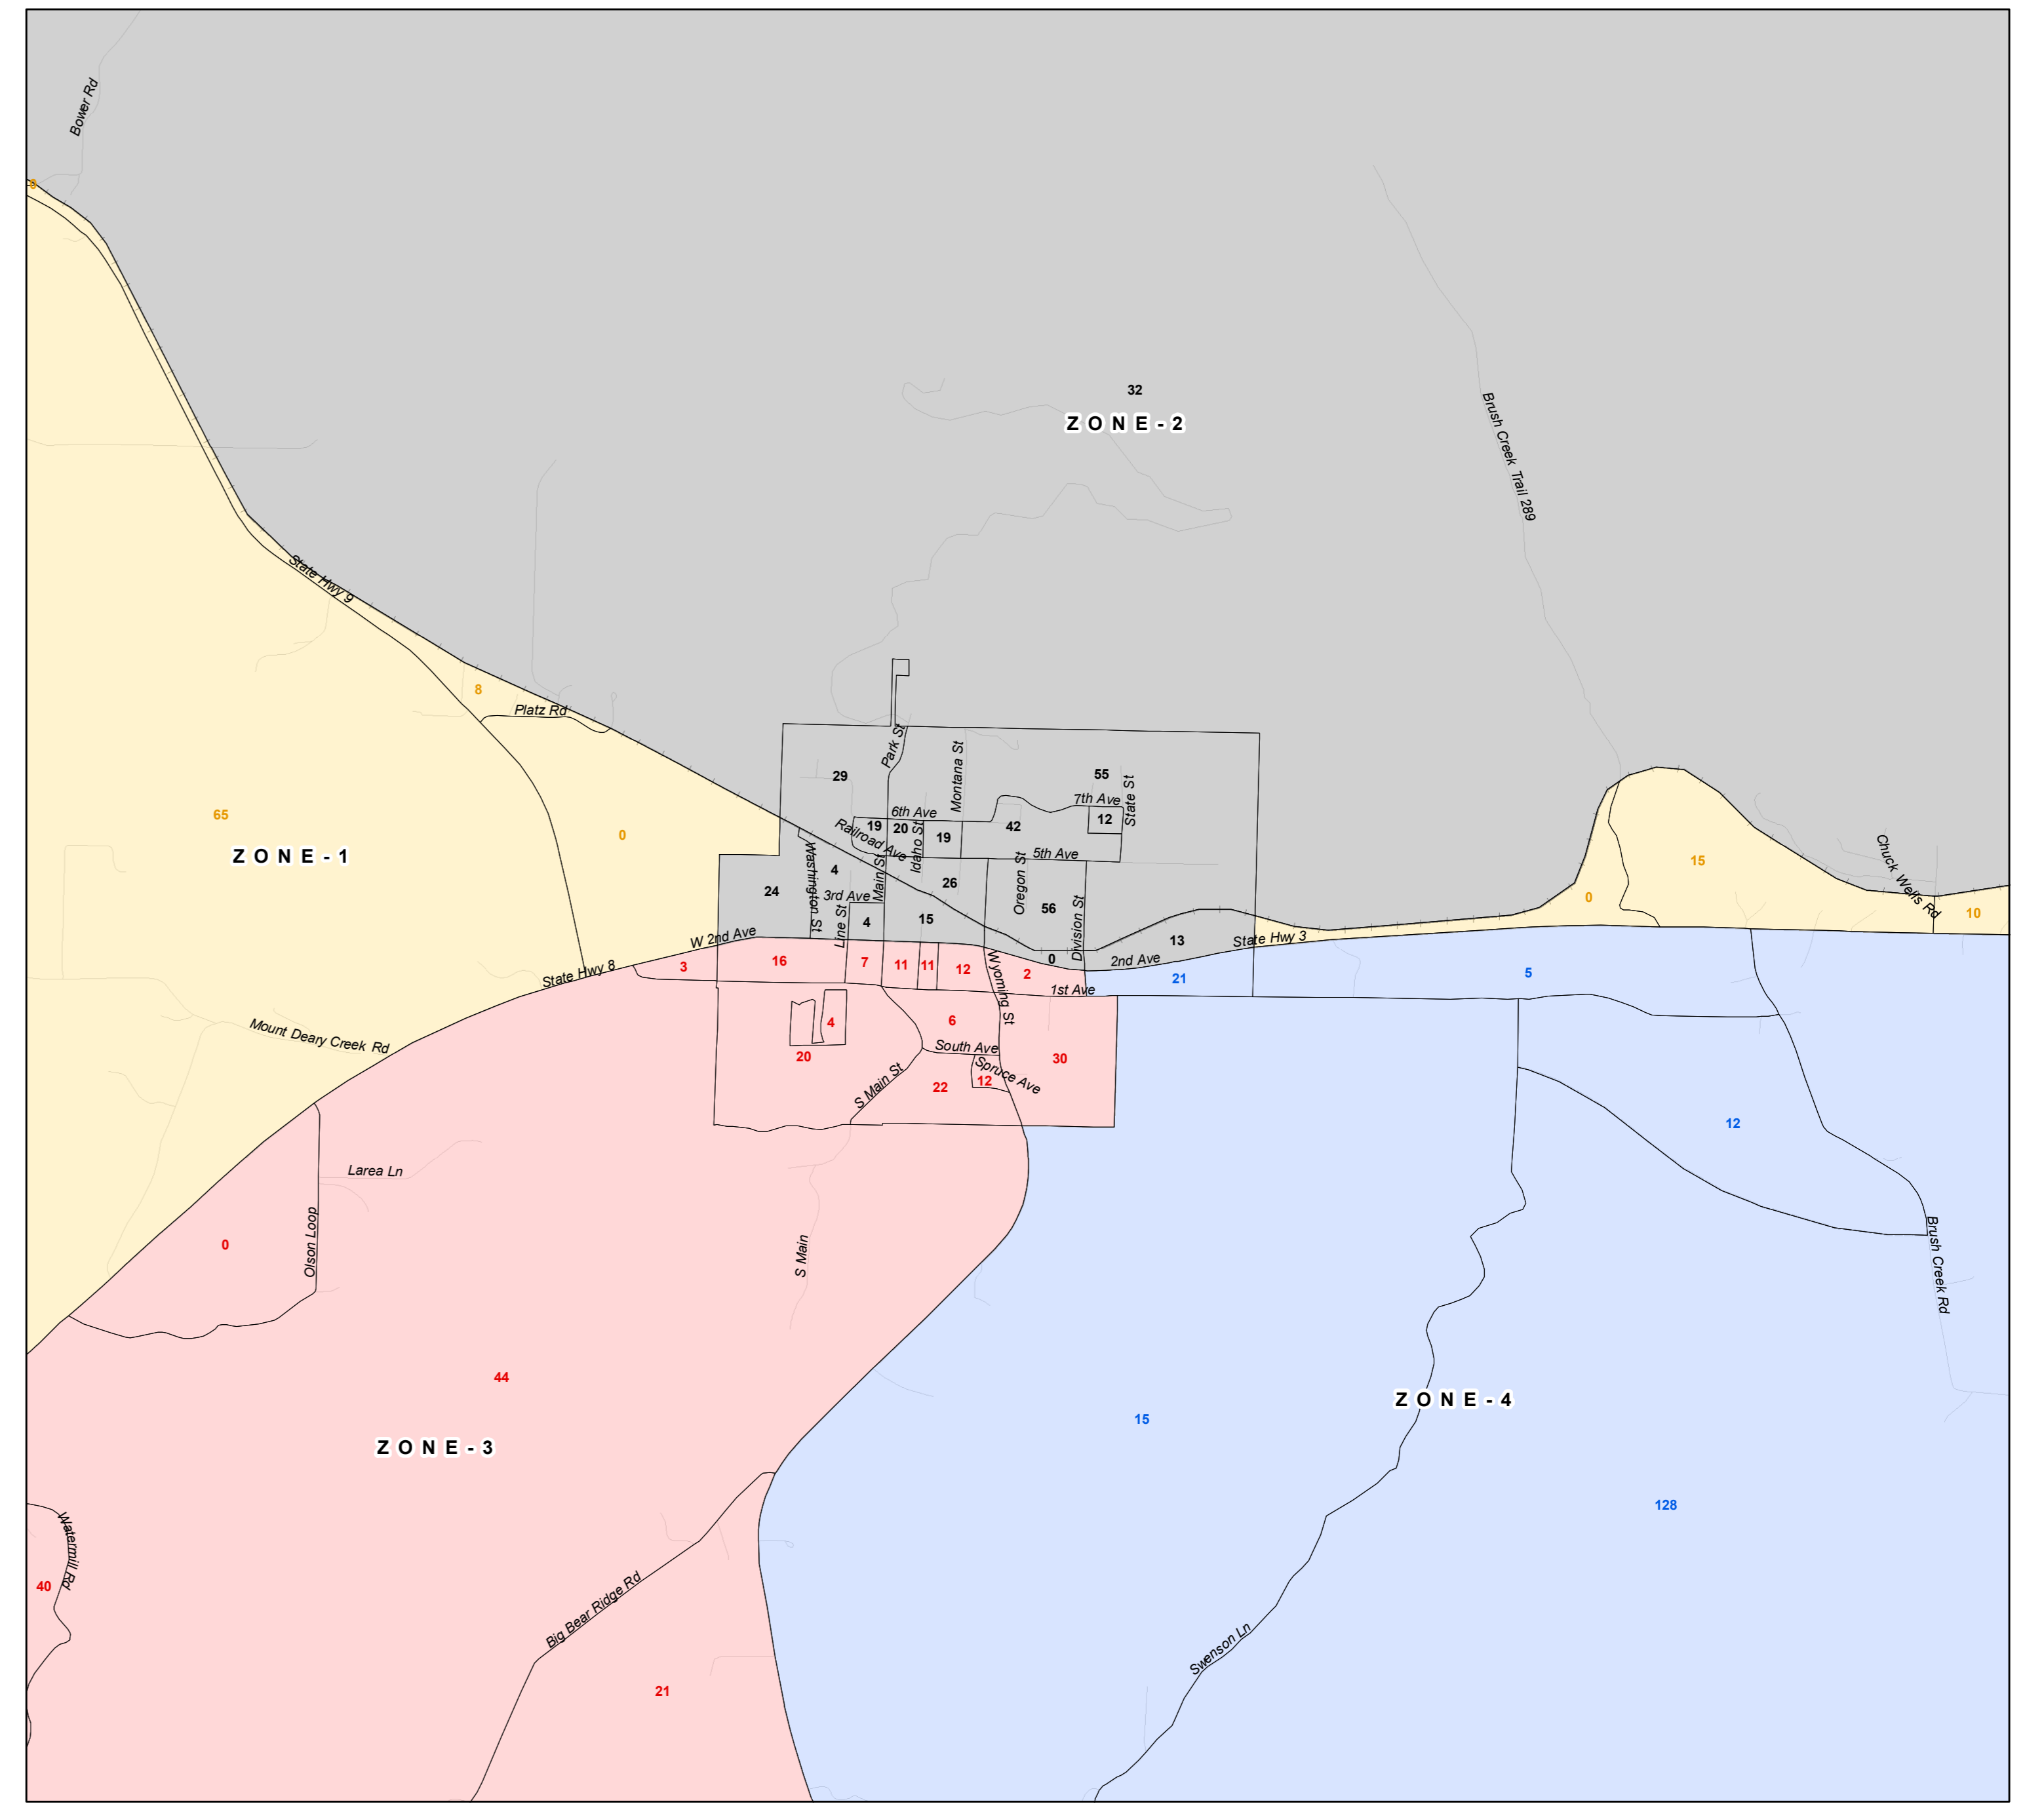 Bower Rd
32
ZONE-2
Brush Creek Trail 289
State Hwy 9
8
Platz Rd
65
ZONE-1
0
Park St
Montana St
29
55
7th Ave
State St
6th Ave
19
20
19
42
12
Railroad Ave
Idaho St
5th Ave
Washington St
4
Main St
26
Oregon St
24
3rd Ave
Line St
4
15
56
Division St
13
0
W 2nd Ave
2nd Ave
State Hwy 3
0
15
Chuck Wells Rd
10
State Hwy 8
3
16
7
11
11
12
Wyoming St
2
21
5
1st Ave
Mount Deary Creek Rd
4
20
6
South Ave
30
Spruce Ave
12
22
S Main St
12
Larea Ln
Olson Loop
0
S Main
Brush Creek Rd
44
ZONE-3
15
ZONE-4
128
Watermill Rd
40
Big Bear Ridge Rd
Swenson Ln
21